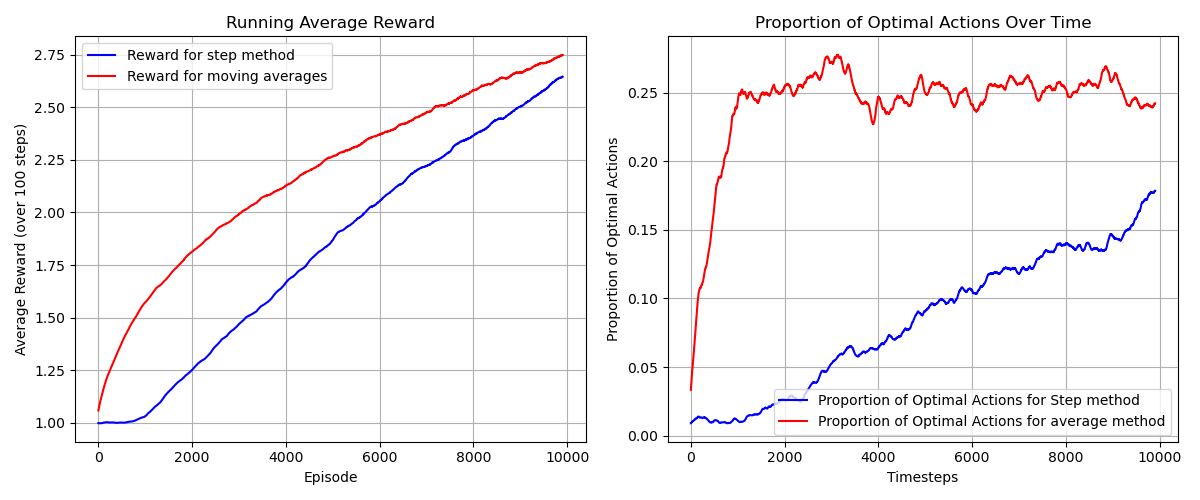 Running Average Reward
Reward for step method
Reward for moving averages
Average Reward (over 100 steps)
2.75
2.50
2.25
2.00
1.75
1.50
1.25
1.00
0
2000
4000
6000
8000
10000
Episode
Proportion of Optimal Actions Over Time
Proportion of Optimal Actions
0.25
0.20
0.15
0.10
0.05
0.00
Proportion of Optimal Actions for Step method
Proportion of Optimal Actions for average method
0
2000
4000
6000
8000
10000
Timesteps